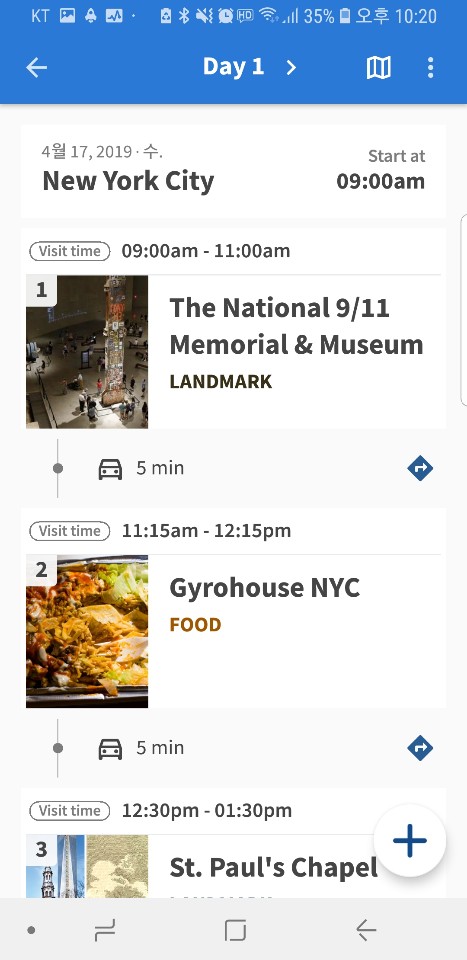 KT HD 35% 오후 10:20
Day 1
4월 17, 2019 · 수.
Start at
New York City
09:00am
Visit time 09:00am - 11:00am
1
The National 9/11
Memorial & Museum
LANDMARK
5 min
Visit time 11:15am - 12:15pm
2
Gyrohouse NYC
FOOD
5 min
Visit time 12:30pm - 01:30pm
3
St. Paul's Chapel